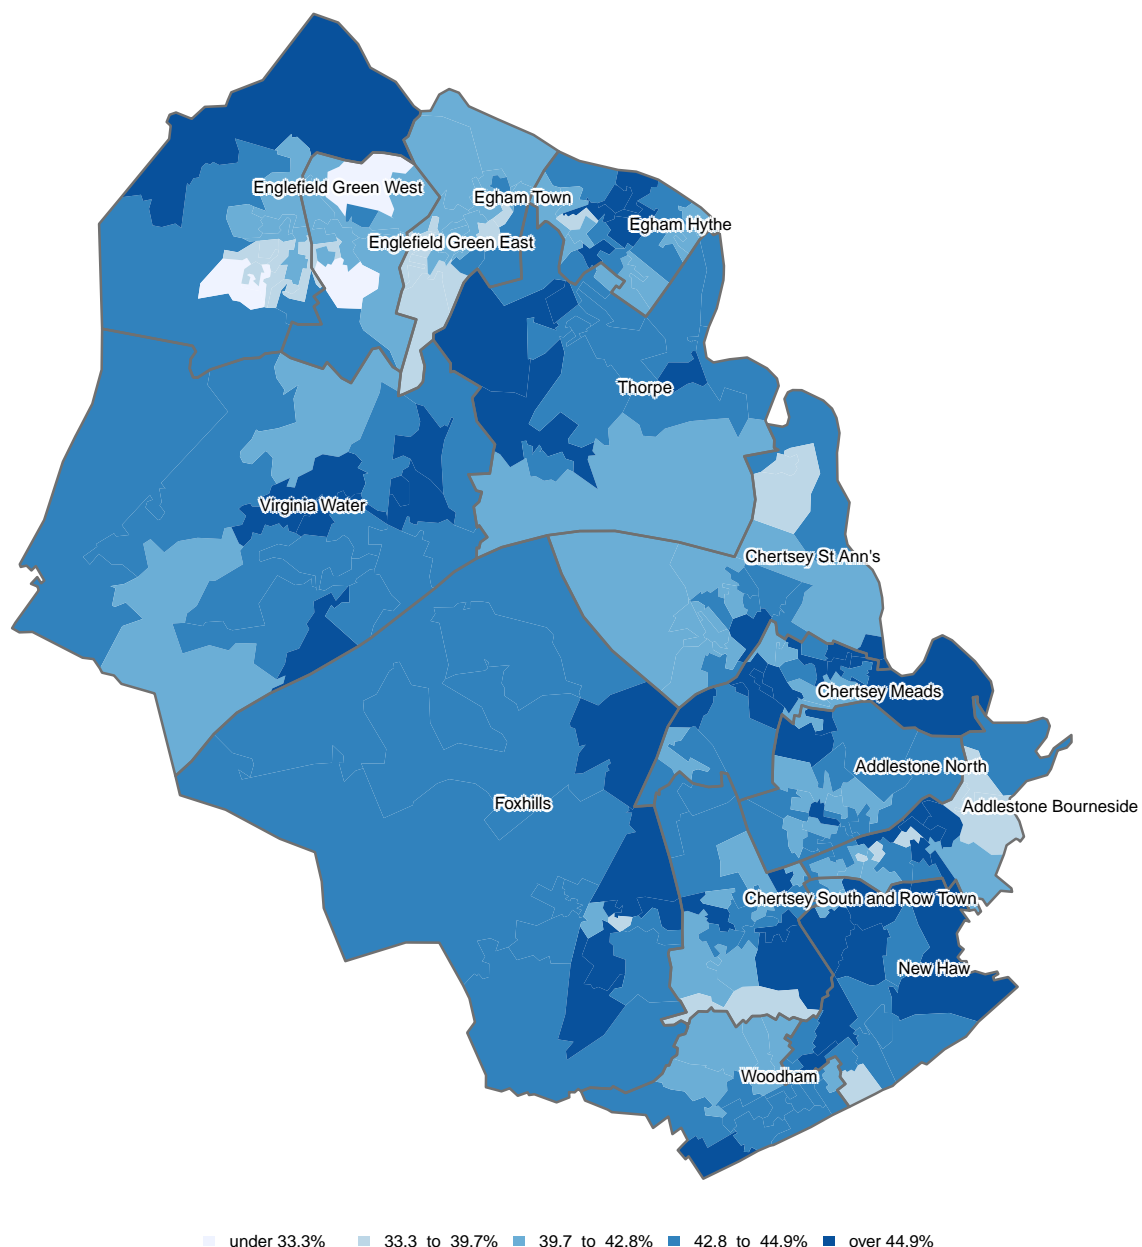 Englefield Green West
Egham Town
Egham Hythe
Englefield Green East
Thorpe
Virginia Water
Chertsey St Ann's
Chertsey Meads
Addlestone North
Foxhills
Addlestone Bourneside
Chertsey South and Row Town
New Haw
Woodham
under 33.3% 33.3 to 39.7% 39.7 to 42.8% 42.8 to 44.9% over 44.9%